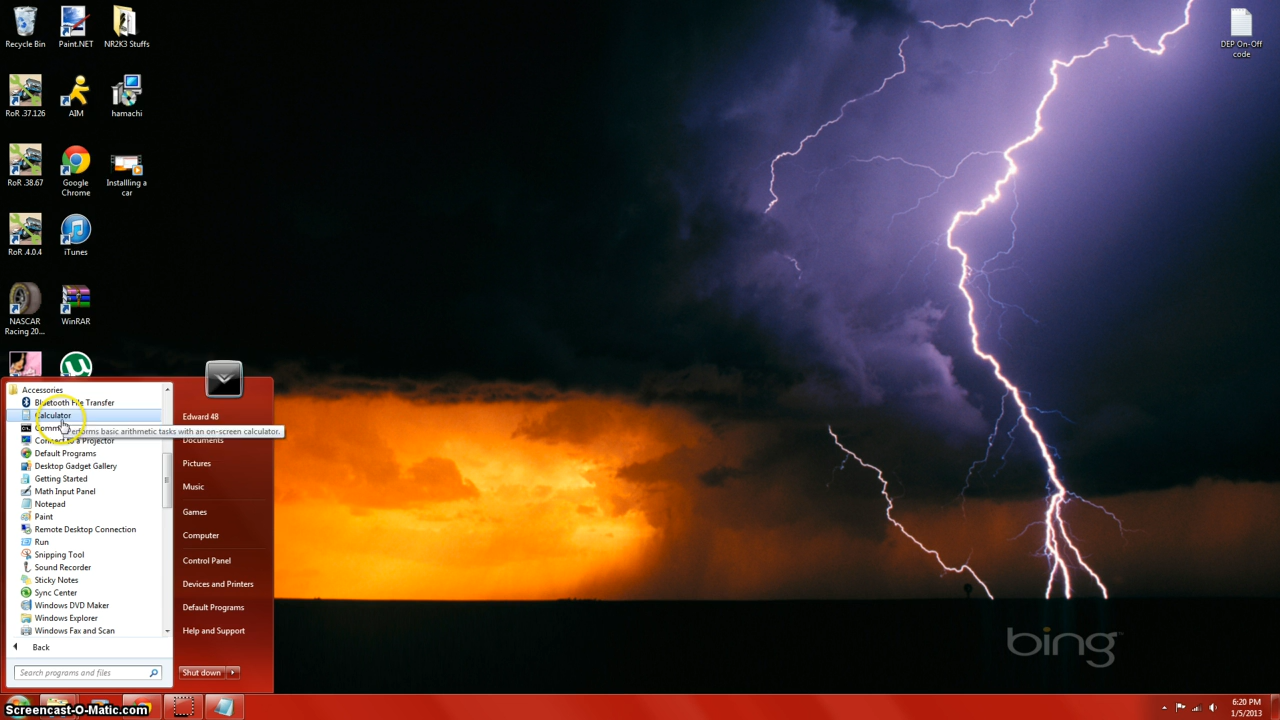 Recycle Bin
Paint.NET
NR2K3 Stuffs
DEP On-Off
code
RoR .37.126
AIM
hamachi
RoR .38.67
Google
Chrome
Installling a
car
RoR .4.0.4
iTunes
NASCAR
Racing 20...
WinRAR
Accessories
Bluetooth File Transfer
Calculator
Performs basic arithmetic tasks with an on-screen calculator.
Connect to a Projector
Default Programs
Desktop Gadget Gallery
Getting Started
Math Input Panel
Notepad
Paint
Remote Desktop Connection
Run
Snipping Tool
Sound Recorder
Sticky Notes
Sync Center
Windows DVD Maker
Windows Explorer
Windows Fax and Scan
Back
Search programs and files
Edward 48
Documents
Pictures
Music
Games
Computer
Control Panel
Devices and Printers
Default Programs
Help and Support
Shut down
bing™
Screencast-O-Matic.com
6:20 PM
1/5/2013